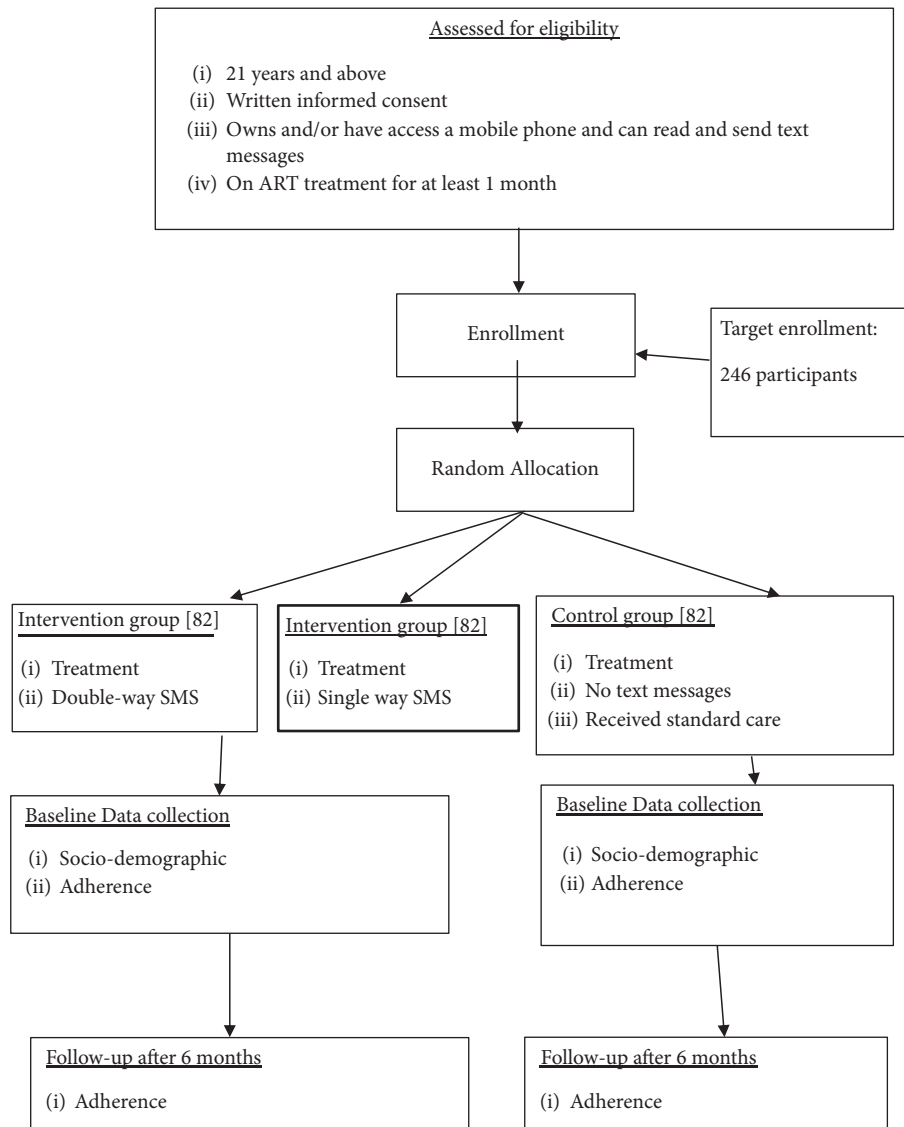 Assessed for eligibility
(i) 21 years and above
(ii) Written informed consent
(iii) Owns and/or have access a mobile phone and can read and send text
messages
(iv) On ART treatment for at least 1 month
Enrollment
Target enrollment:
246 participants
Random Allocation
Intervention group [82]
(i) Treatment
(ii) Double-way SMS
Intervention group [82]
(i) Treatment
(ii) Single way SMS
Control group [82]
(i) Treatment
(ii) No text messages
(iii) Received standard care
Baseline Data collection
(i) Socio-demographic
(ii) Adherence
Baseline Data collection
(i) Socio-demographic
(ii) Adherence
Follow-up after 6 months
(i) Adherence
Follow-up after 6 months
(i) Adherence